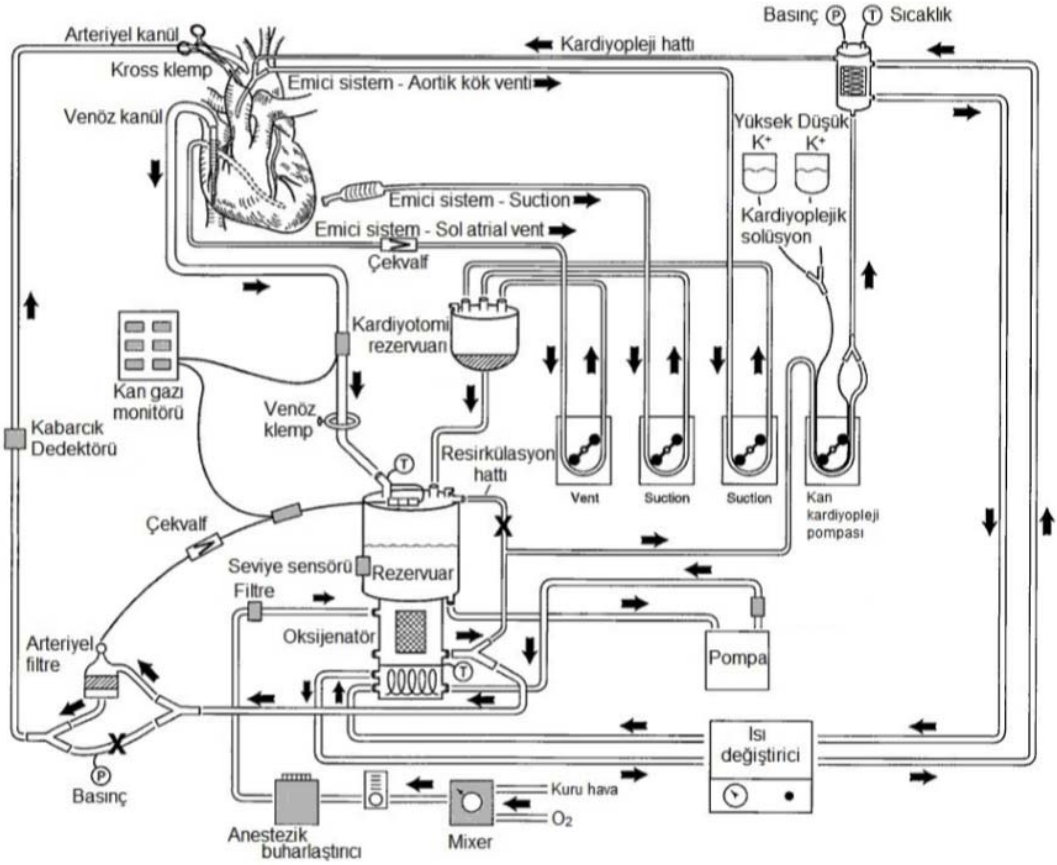 Basınç P T Sıcaklık
Arteriyel kanül
Kardiyopleji hattı
Kross klemp
Emici sistem - Aortik kök venti
Venöz kanül
Yüksek Düşük
K+ K+
Emici sistem - Suction
Kardiyoplejik
solüsyon
Emici sistem - Sol atrial vent
Çekvalf
Kardiyotomi
rezervuarı
Kan gazı
monitörü
Venöz
klemp
Kabarcık
Dedektörü
T
Resirkülasyon
hattı
Vent
Suction
Suction
Kan
kardiyopleji
pompası
Çekvalf
X
Seviye sensörü
Rezervuar
Filtre
Oksijenatör
Arteriyel
filtre
Pompa
T
X
P
Basınç
Isı
değiştirici
Kuru hava
O2
Anestezik
buharlaştırıcı
Mixer